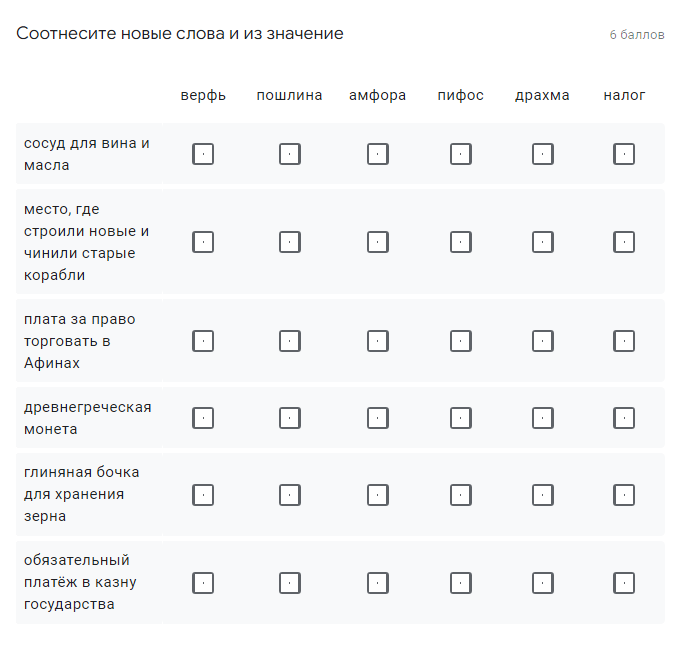 Соотнесите новые слова и из значение
6 баллов
верфь пошлина амфора пифос драхма налог
сосуд для вина и
масла
место, где
строили новые и
чинили старые
корабли
плата за право
торговать в
Афинах
древнегреческая
монета
глиняная бочка
для хранения
зерна
обязательный
платёж в казну
государства